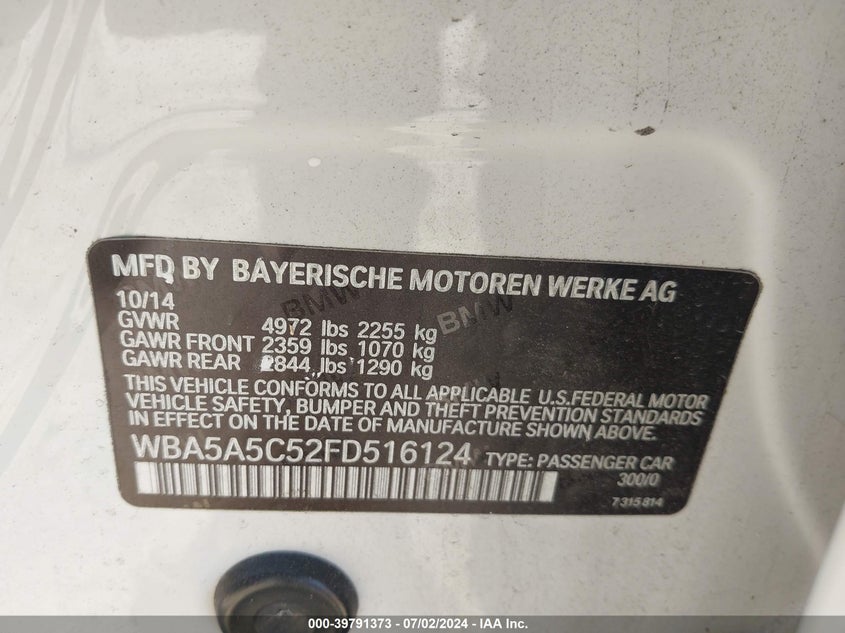 MFD BY BAYERISCHE MOTOREN WERKE AG
10/14
GVWR 4972 lbs 2255 kg
GAWR FRONT 2359 lbs 1070 kg
GAWR REAR 2844 lbs 1290 kg
THIS VEHICLE CONFORMS TO ALL APPLICABLE U.S.FEDERAL MOTOR
VEHICLE SAFETY, BUMPER AND THEFT PREVENTION STANDARDS
IN EFFECT ON THE DATE OF MANUFACTURE SHOWN ABOVE.
WBA5A5C52FD516124 TYPE: PASSENGER CAR
300/0
7315814
BMW
BMW
000-39791373 - 07/02/2024 - IAA Inc.